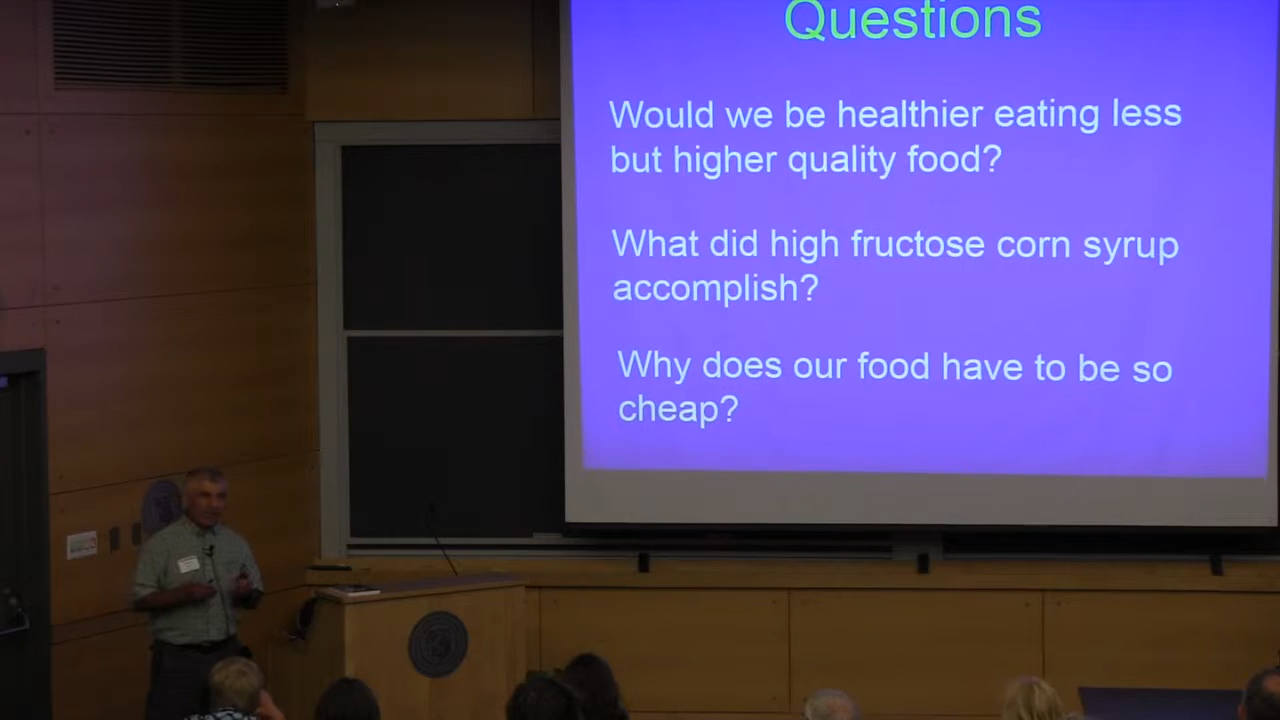 Questions
Would we be healthier eating less
but higher quality food?
What did high fructose corn syrup
accomplish?
Why does our food have to be so
cheap?